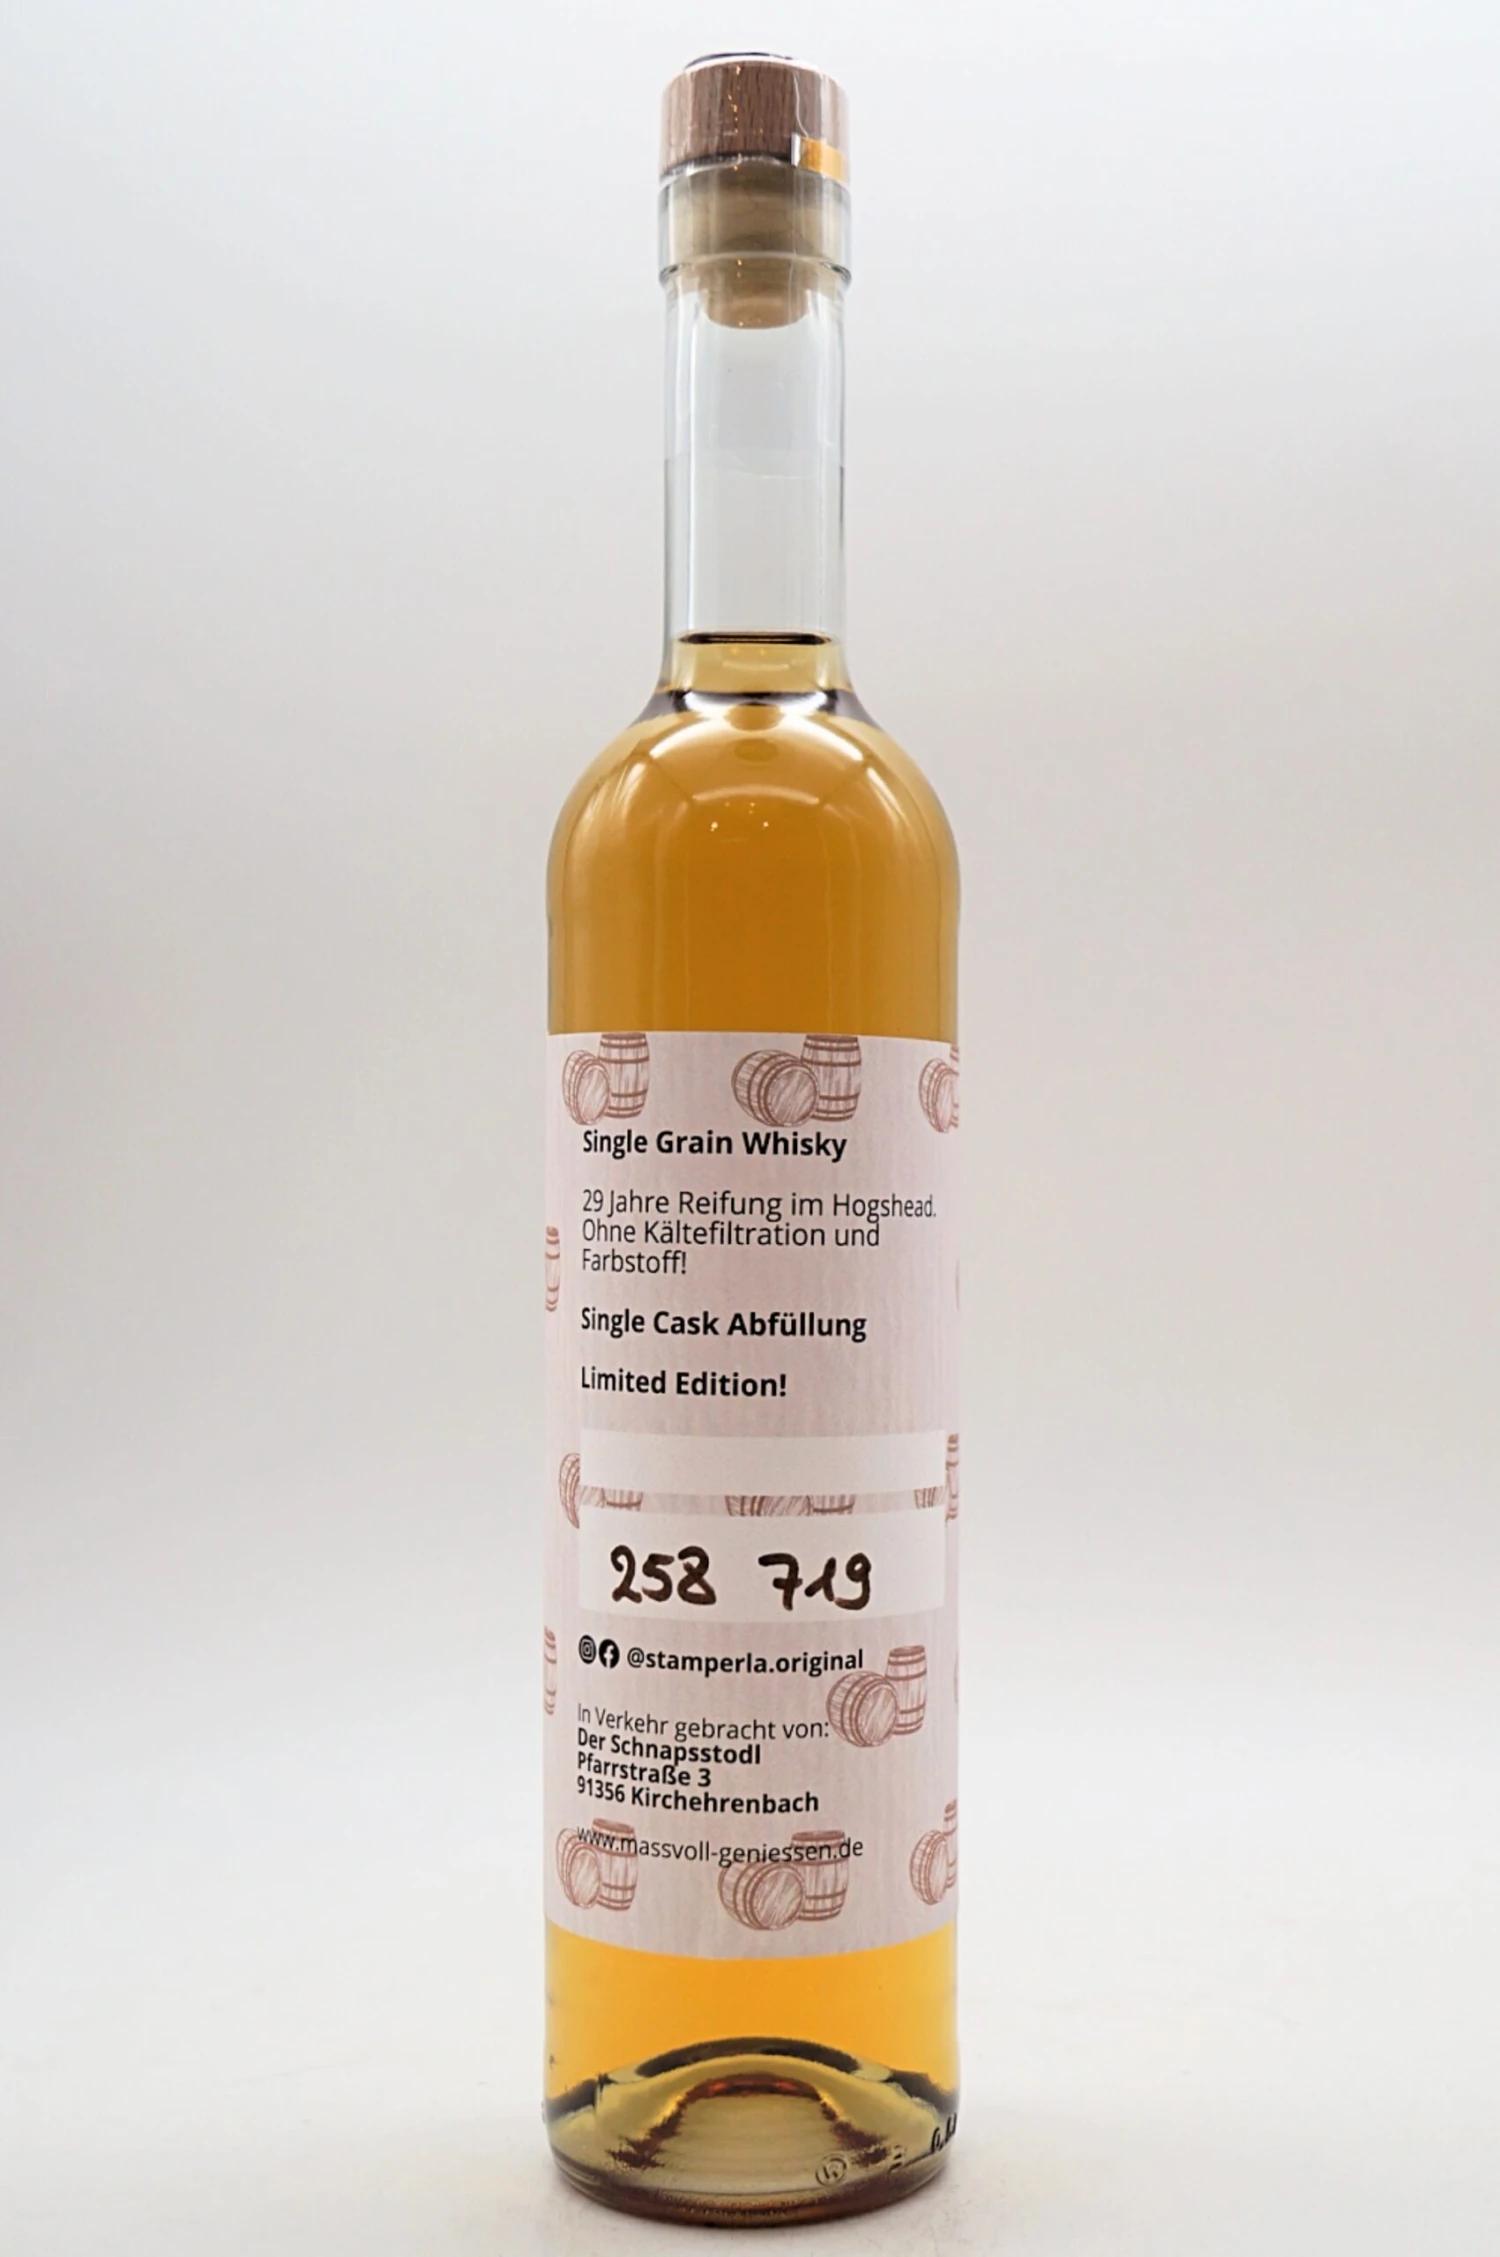 Single Grain Whisky
29 Jahre Reifung im Hogshead.
Ohne Kältefiltration und
Farbstoff!
Single Cask Abfüllung
Limited Edition!
258 719
@stamperla.original
In Verkehr gebracht von:
Der Schnapsstodl
Pfarrstraße 3
91356 Kirchehrenbach
www.massvoll-geniessen.de